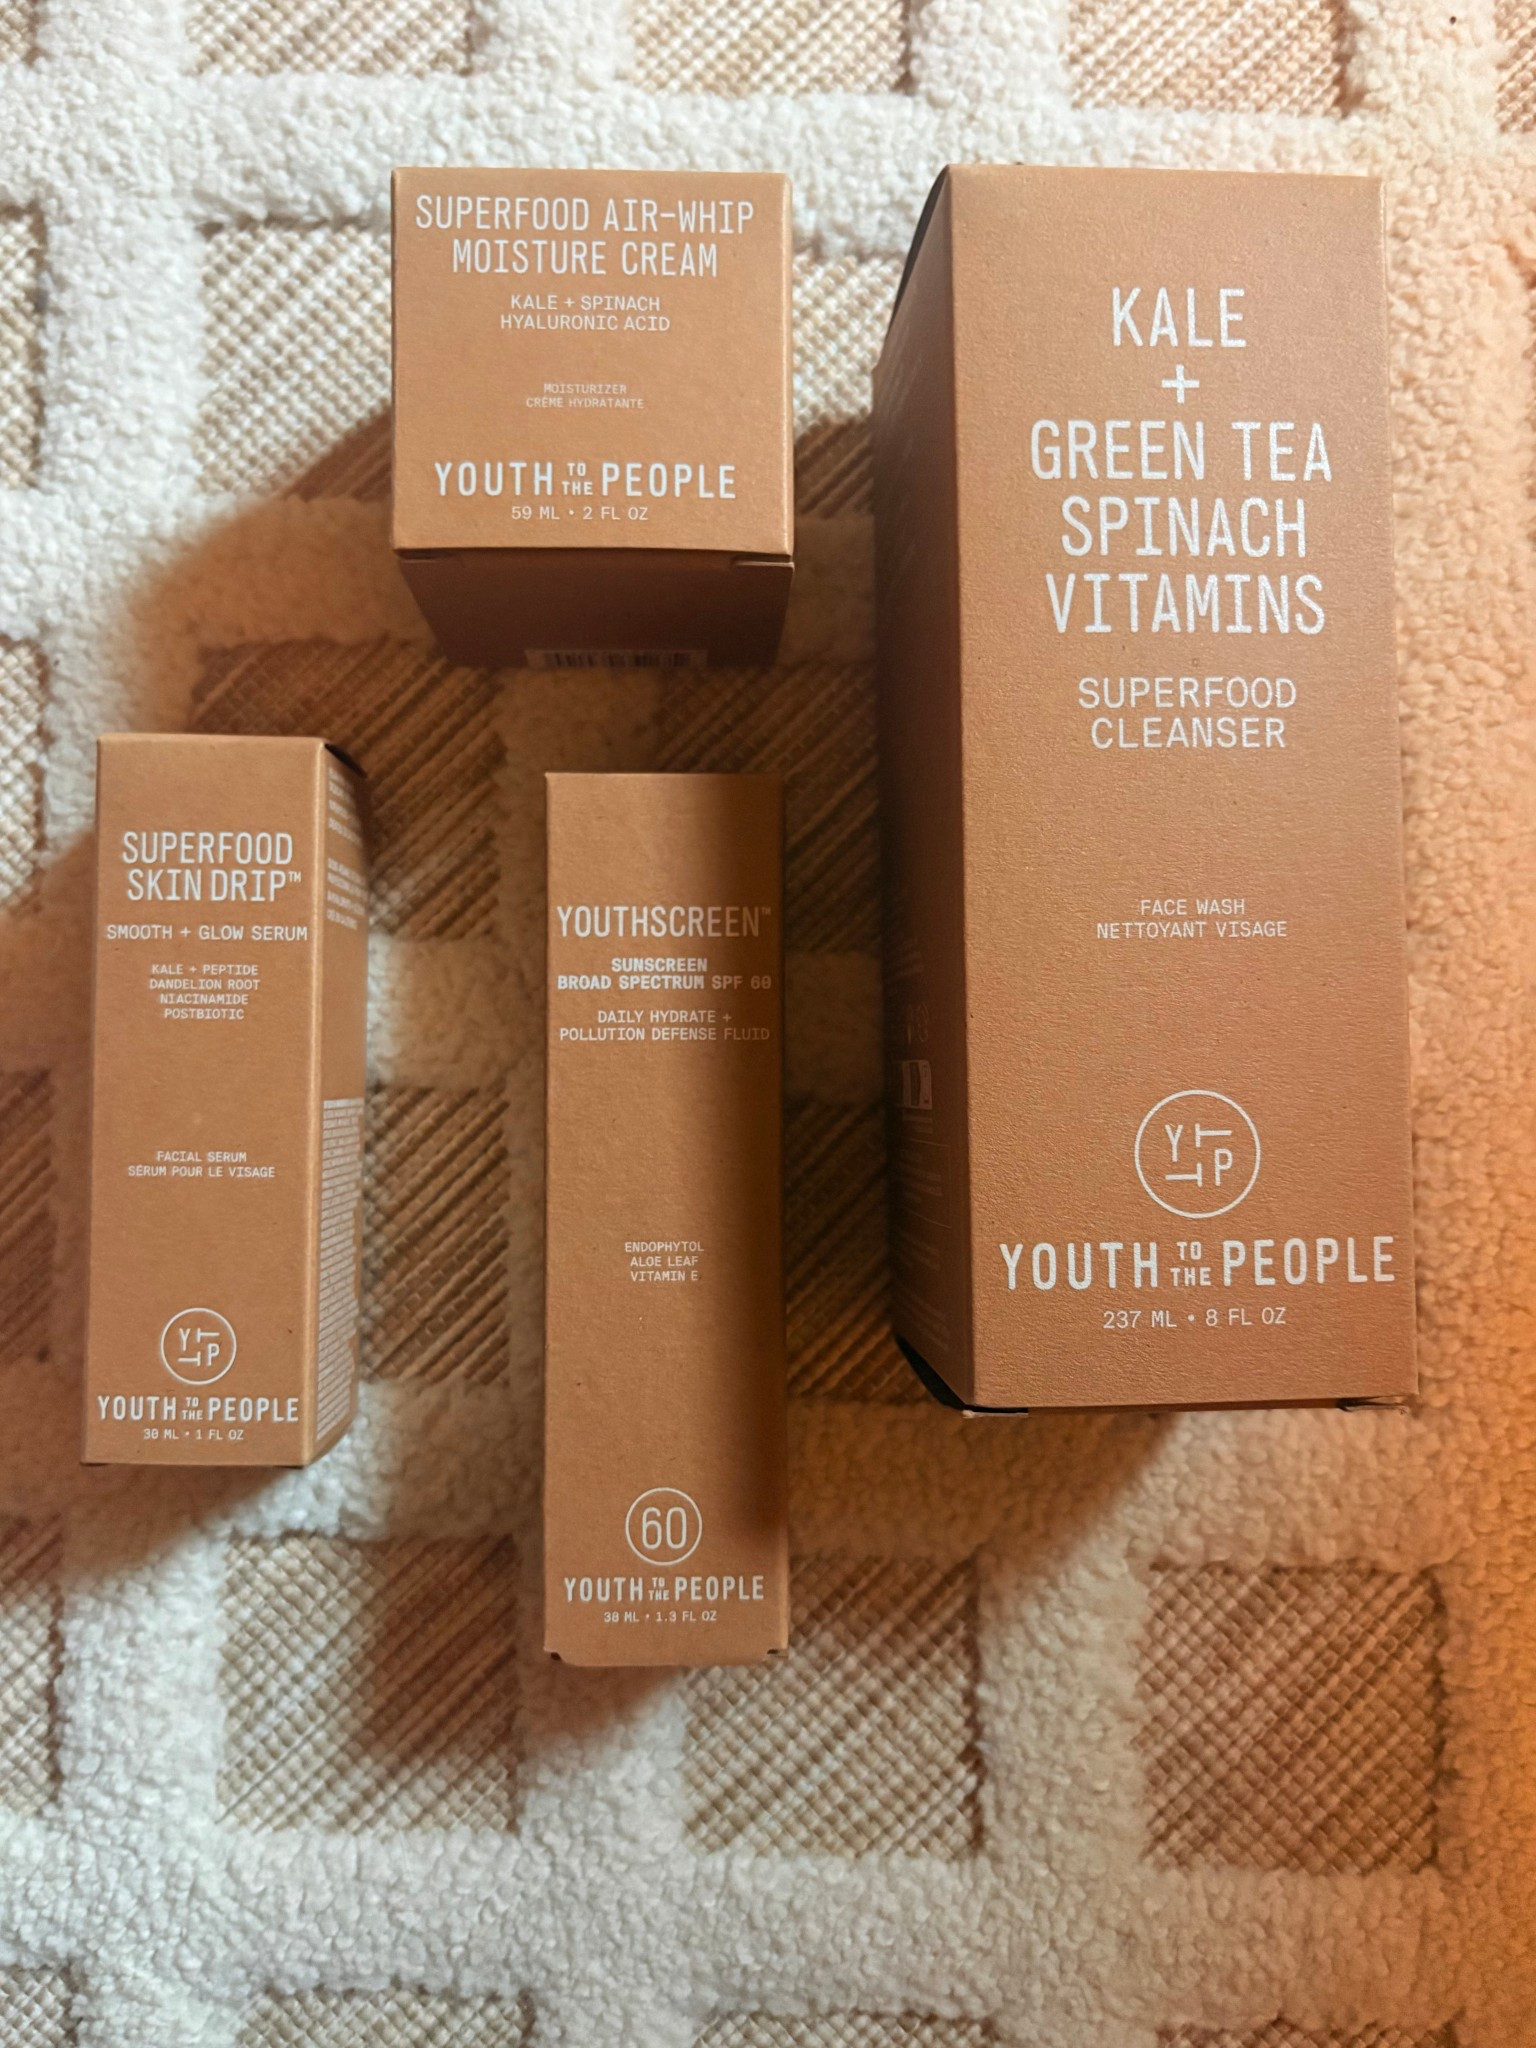 SUPERFOOD AIR-WHIP
MOISTURE CREAM
KALE + SPINACH
HYALURONIC ACID
MOISTURIZER
CRÈME HYDRATANTE
YOUTH TO THE PEOPLE
59 ML • 2 FL OZ
KALE
+
GREEN TEA
SPINACH
VITAMINS
SUPERFOOD
CLEANSER
FACE WASH
NETTOYANT VISAGE
YTTP
YOUTH TO THE PEOPLE
237 ML • 8 FL OZ
SUPERFOOD
SKIN DRIP™
SMOOTH + GLOW SERUM
KALE + PEPTIDE
DANDELION ROOT
NIACINAMIDE
POSTBIOTIC
FACIAL SERUM
SÉRUM POUR LE VISAGE
YTTP
YOUTH TO THE PEOPLE
30 ML • 1 FL OZ
YOUTHSCREEN™
SUNSCREEN
BROAD SPECTRUM SPF 60
DAILY HYDRATE +
POLLUTION DEFENSE FLUID
ENDOPHYTOL
ALOE LEAF
VITAMIN E
60
YOUTH TO THE PEOPLE
38 ML • 1.3 FL OZ